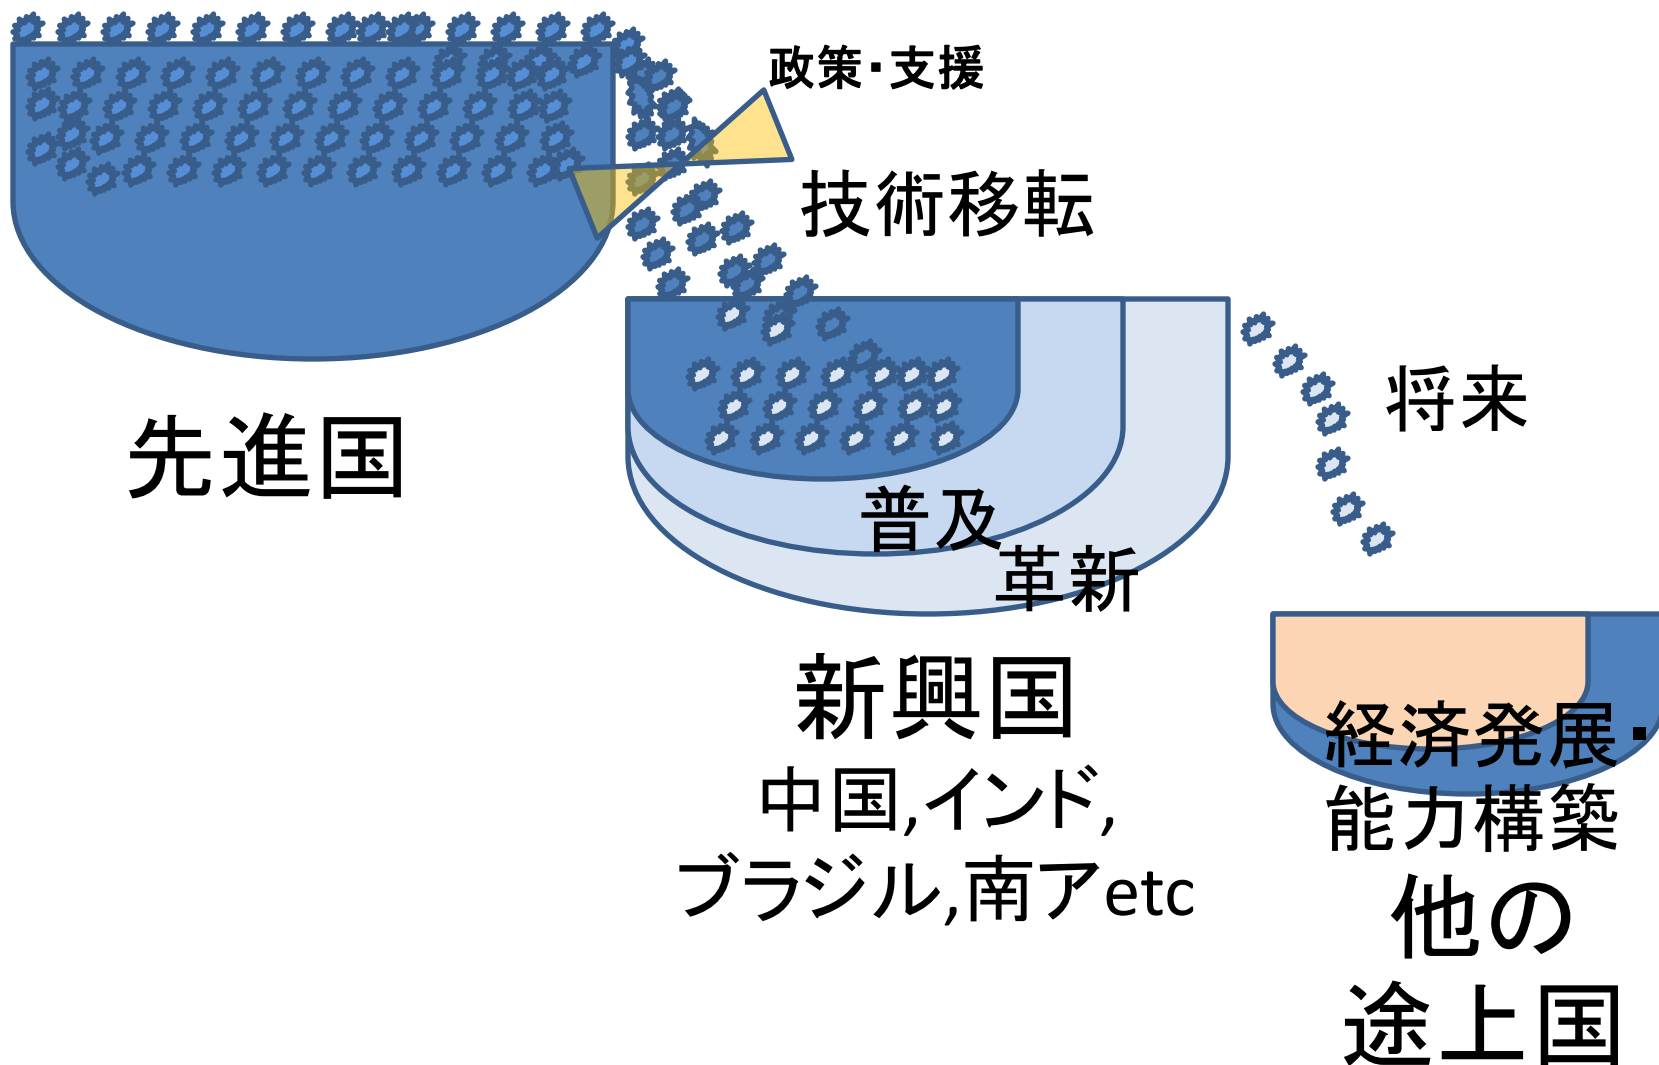 政策・支援
技術移転
先進国
将来
普及
革新
新興国
中国,インド,
ブラジル,南アetc
経済発展・
能力構築
他の
途上国